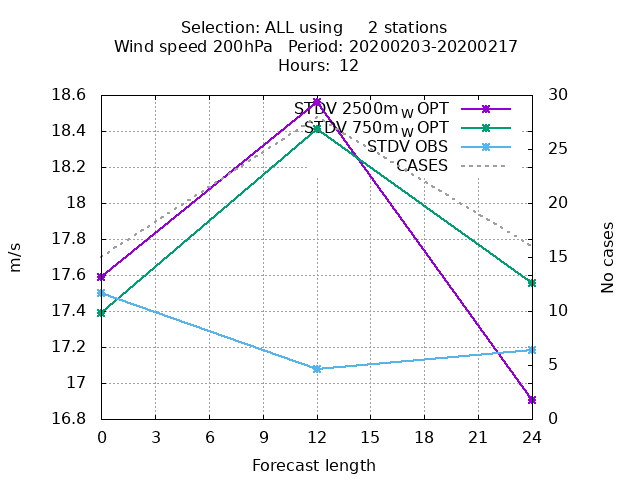 Selection: ALL using     2 stations
Wind speed 200hPa   Period: 20200203-20200217
Hours: 12
STDV 2500m_W OPT
STDV 750m_W OPT
STDV OBS
CASES
18.6
18.4
18.2
18
17.8
17.6
17.4
17.2
17
16.8
m/s
30
25
20
15
10
5
0
No cases
0 3 6 9 12 15 18 21 24
Forecast length